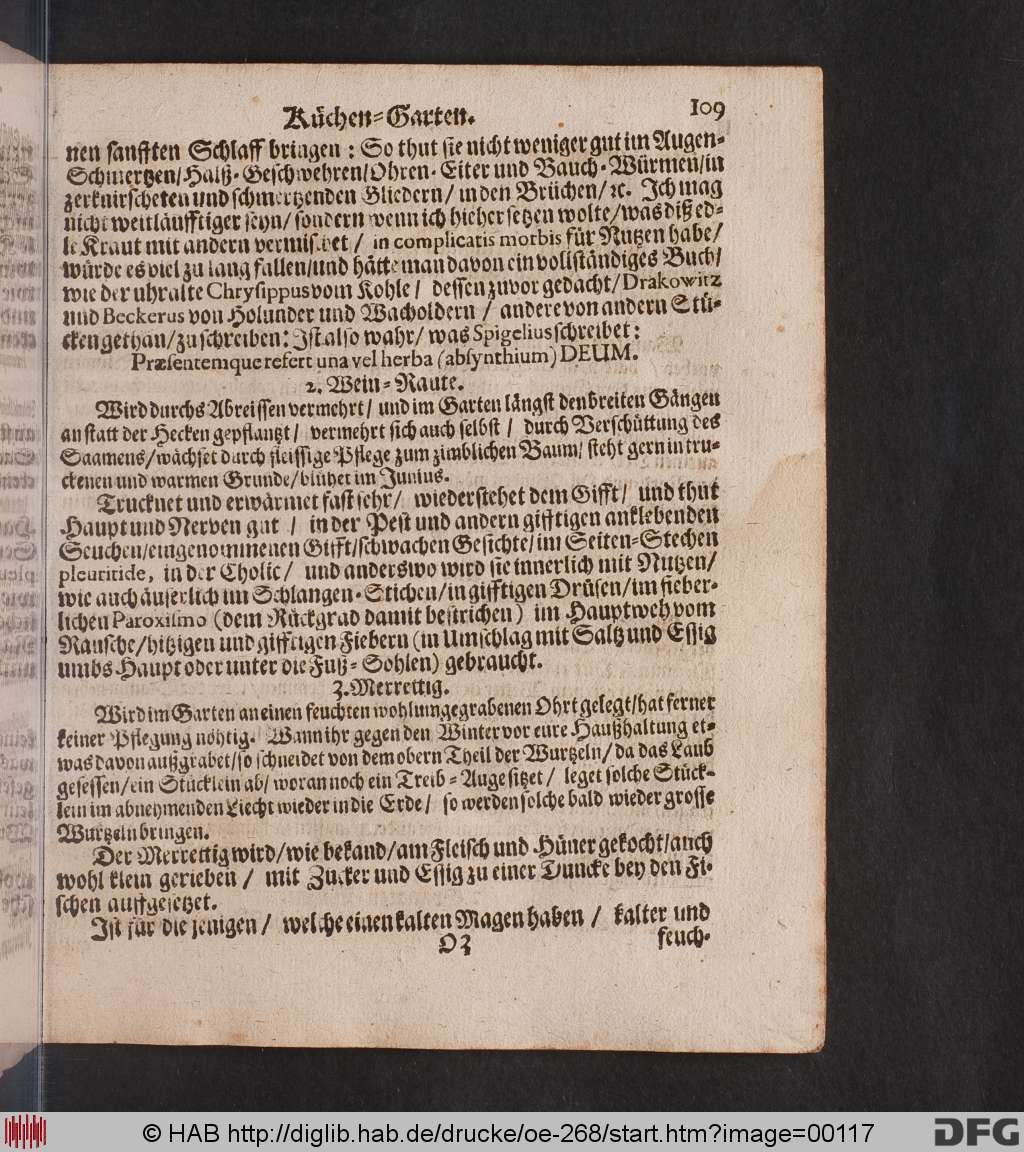 Küchen-Garten. 109
nen sanfften Schlaff bringen : So thut sie nicht weniger gut im Augen-
Schmertzen/Halß-Geschwehren/Ohren-Eiter und Bauch-Würmen/in
zerknirscheten und schmertzenden Gliedern / in den Brüchen/ ꝛc. Ich mag
nicht weitläufftiger seyn/ sondern wenn ich hieher setzen wolte/was diß ed-
le Kraut mit andern vermischet / in complicatis morbis für Nutzen habe/
würde es viel zu lang fallen/und hätte man davon ein vollständiges Buch/
wie der uhralte Chrysippus vom Kohle / dessen zuvor gedacht/ Drakowitz
und Beckerus von Holunder und Wacholdern / andere von andern Stü-
cken gethan/zu schreiben: Ist also wahr/ was Spigelius schreibet:
Præsentemque refert una vel herba (absynthium) DEUM.
2. Wein-Raute.
Wird durchs Abreissen vermehrt/ und im Garten längst den breiten Gängen
an statt der Hecken gepflantzt/ vermehrt sich auch selbst / durch Verschüttung des
Saamens/wächset durch fleissige Pflege zum zimblichen Baum/ steht gern in tru-
ckenen und warmen Grunde/blühet im Junius.
Trucknet und erwärmet fast sehr/ wiederstehet dem Gifft/ und thut
Haupt und Nerven gut / in der Pest und andern gifftigen anklebenden
Seuchen/eingenommenen Gifft/schwachen Gesichte/im Seiten-Stechen
pleuritide, in der Cholic/ und anderswo wird sie innerlich mit Nutzen/
wie auch äuserlich im Schlangen-Stichen/in gifftigen Drüsen/im fieber-
lichen Paroxismo (dem Rückgrad damit bestrichen) im Hauptweh vom
Rausche/hitzigen und gifftigen Fiebern (in Umschlag mit Saltz und Essig
umbs Haupt oder unter die Fuß-Sohlen) gebraucht.
3. Merrettig.
Wird im Garten an einen feuchten wohlumgegrabenen Ohrt gelegt/hat ferner
keiner Pflegung nöhtig. Wann ihr gegen den Winter vor eure Haußhaltung et-
was davon außgrabet/so schneidet von dem obern Theil der Wurtzeln/ da das Laub
gesessen/ein Stücklein ab/ woran noch ein Treib-Auge sitzet / leget solche Stück-
lein im abnehmenden Liecht wieder in die Erde/ so werden solche bald wieder grosse
Wurtzeln bringen.
Der Merrettig wird/wie bekand/am Fleisch und Hüner gekocht/auch
wohl klein gerieben / mit Zucker und Essig zu einer Tuncke bey den Fi-
schen auffgesetzet.
Ist für die jenigen / welche einen kalten Magen haben / kalter und
O3 feuch-
© HAB http://diglib.hab.de/drucke/oe-268/start.htm?image=00117 DFG